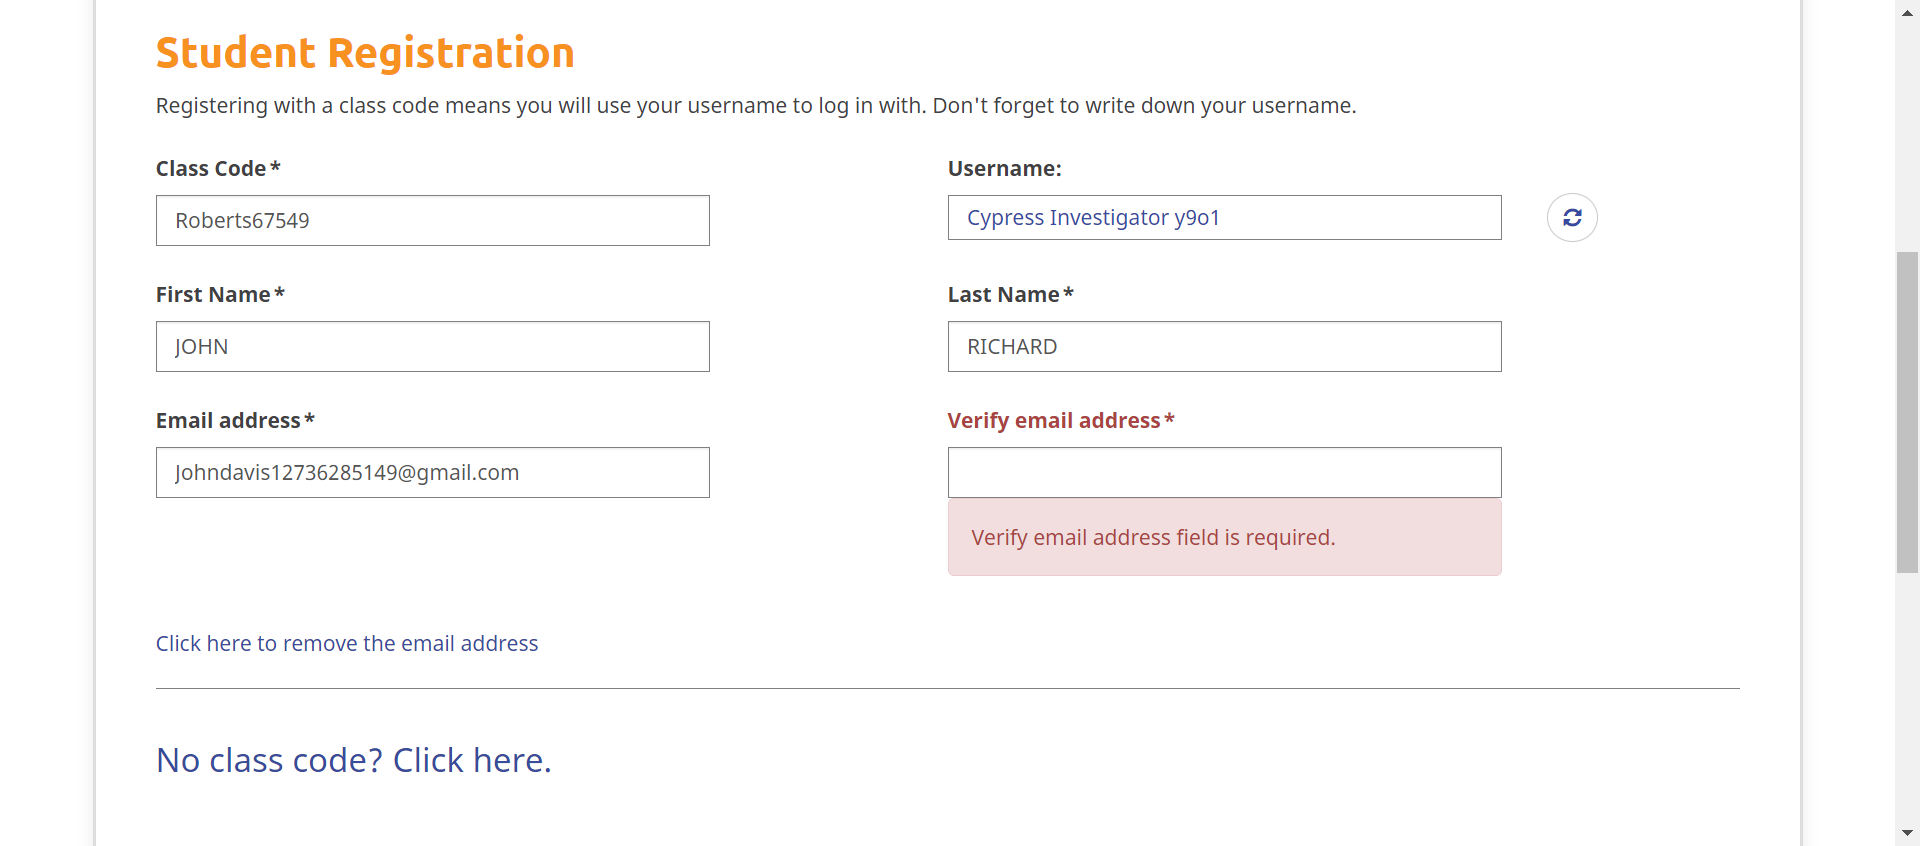 Student Registration
Registering with a class code means you will use your username to log in with. Don't forget to write down your username.
Class Code*
Username:
Roberts67549
Cypress Investigator y9o1
First Name*
Last Name*
JOHN
RICHARD
Email address*
Verify email address*
Johndavis12736285149@gmail.com
Verify email address field is required.
Click here to remove the email address
No class code? Click here.